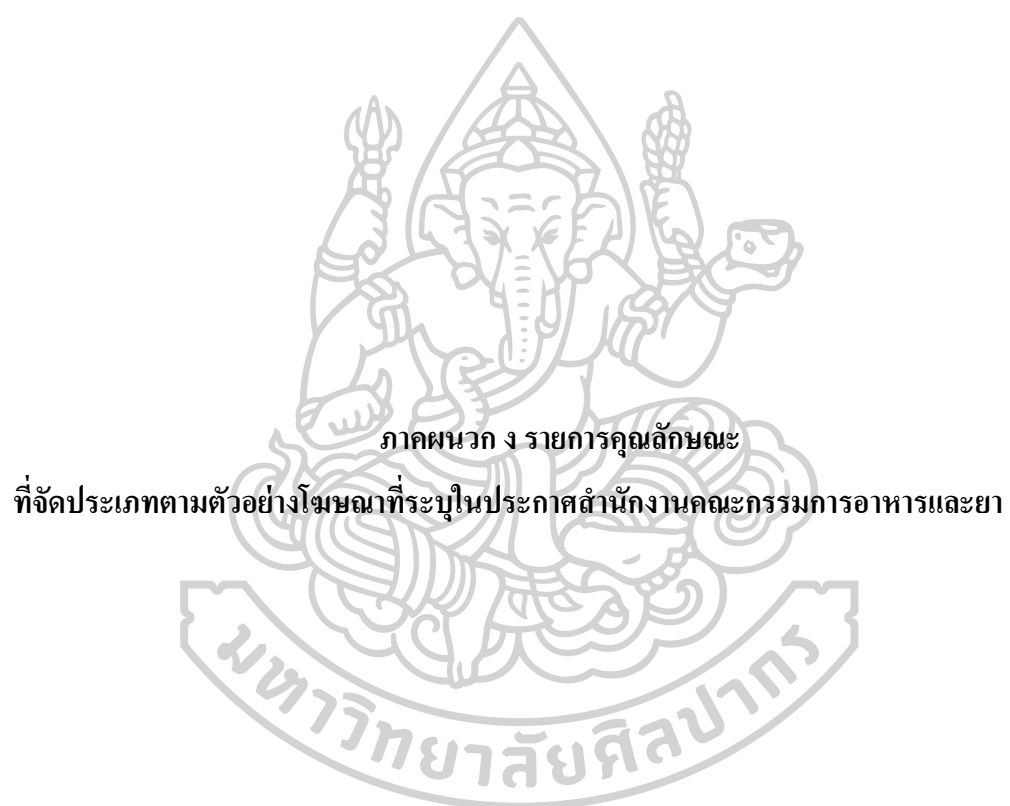 ภาคผนวก ง รายการคุณลักษณะ
ที่จัดประเภทตามตัวอย่างโฆษณาที่ระบุในประกาศสำนักงานคณะกรรมการอาหารและยา
มหาวิทยาลัยศิลปากร